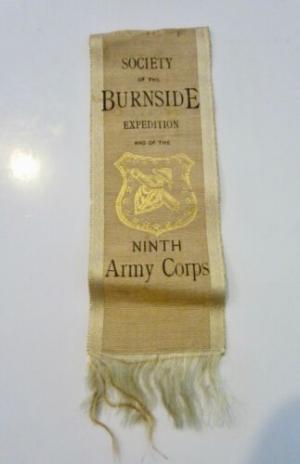 SOCIETY
OF THE
BURNSIDE
EXPEDITION
AND OF THE
NINTH
Army Corps